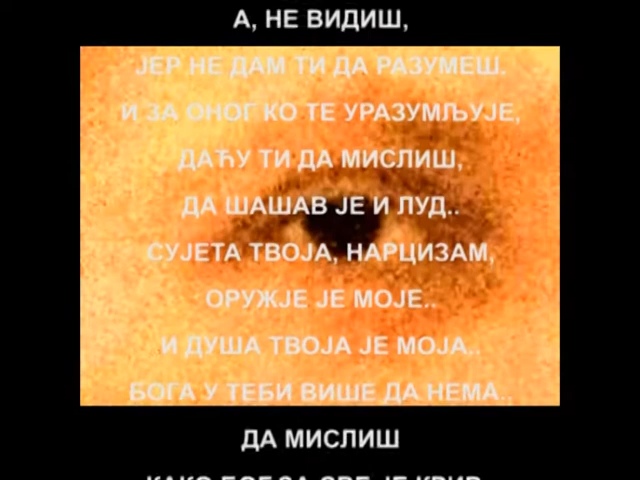 А, НЕ ВИДИШ,
ЈЕР НЕ ДАМ ТИ ДА РАЗУМЕШ.
И ЗА ОНОГ КО ТЕ УРАЗУМЉУЈЕ,
ДАЋУ ТИ ДА МИСЛИШ,
ДА ШАШАВ ЈЕ И ЛУД..
СУЈЕТА ТВОЈА, НАРЦИЗАМ,
ОРУЖЈЕ ЈЕ МОЈЕ..
И ДУША ТВОЈА ЈЕ МОЈА..
БОГА У ТЕБИ ВИШЕ ДА НЕМА..
ДА МИСЛИШ